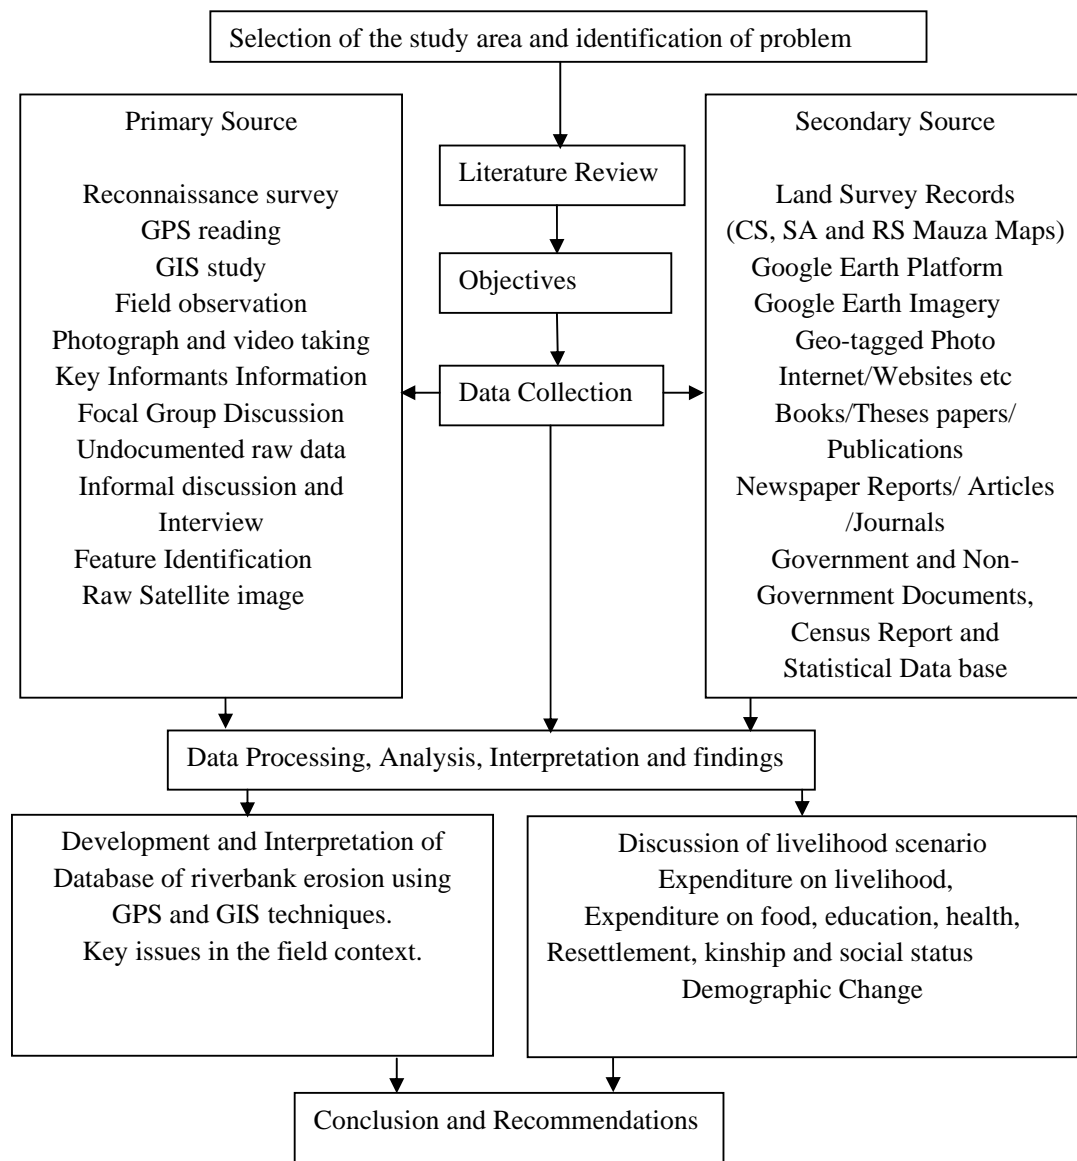 Selection of the study area and identification of problem
Primary Source
Reconnaissance survey
GPS reading
GIS study
Field observation
Photograph and video taking
Key Informants Information
Focal Group Discussion
Undocumented raw data
Informal discussion and
Interview
Feature Identification
Raw Satellite image
Literature Review
Objectives
Data Collection
Secondary Source
Land Survey Records
(CS, SA and RS Mauza Maps)
Google Earth Platform
Google Earth Imagery
Geo-tagged Photo
Internet/Websites etc
Books/Theses papers/
Publications
Newspaper Reports/ Articles
/Journals
Government and Non-
Government Documents,
Census Report and
Statistical Data base
Data Processing, Analysis, Interpretation and findings
Development and Interpretation of
Database of riverbank erosion using
GPS and GIS techniques.
Key issues in the field context.
Discussion of livelihood scenario
Expenditure on livelihood,
Expenditure on food, education, health,
Resettlement, kinship and social status
Demographic Change
Conclusion and Recommendations